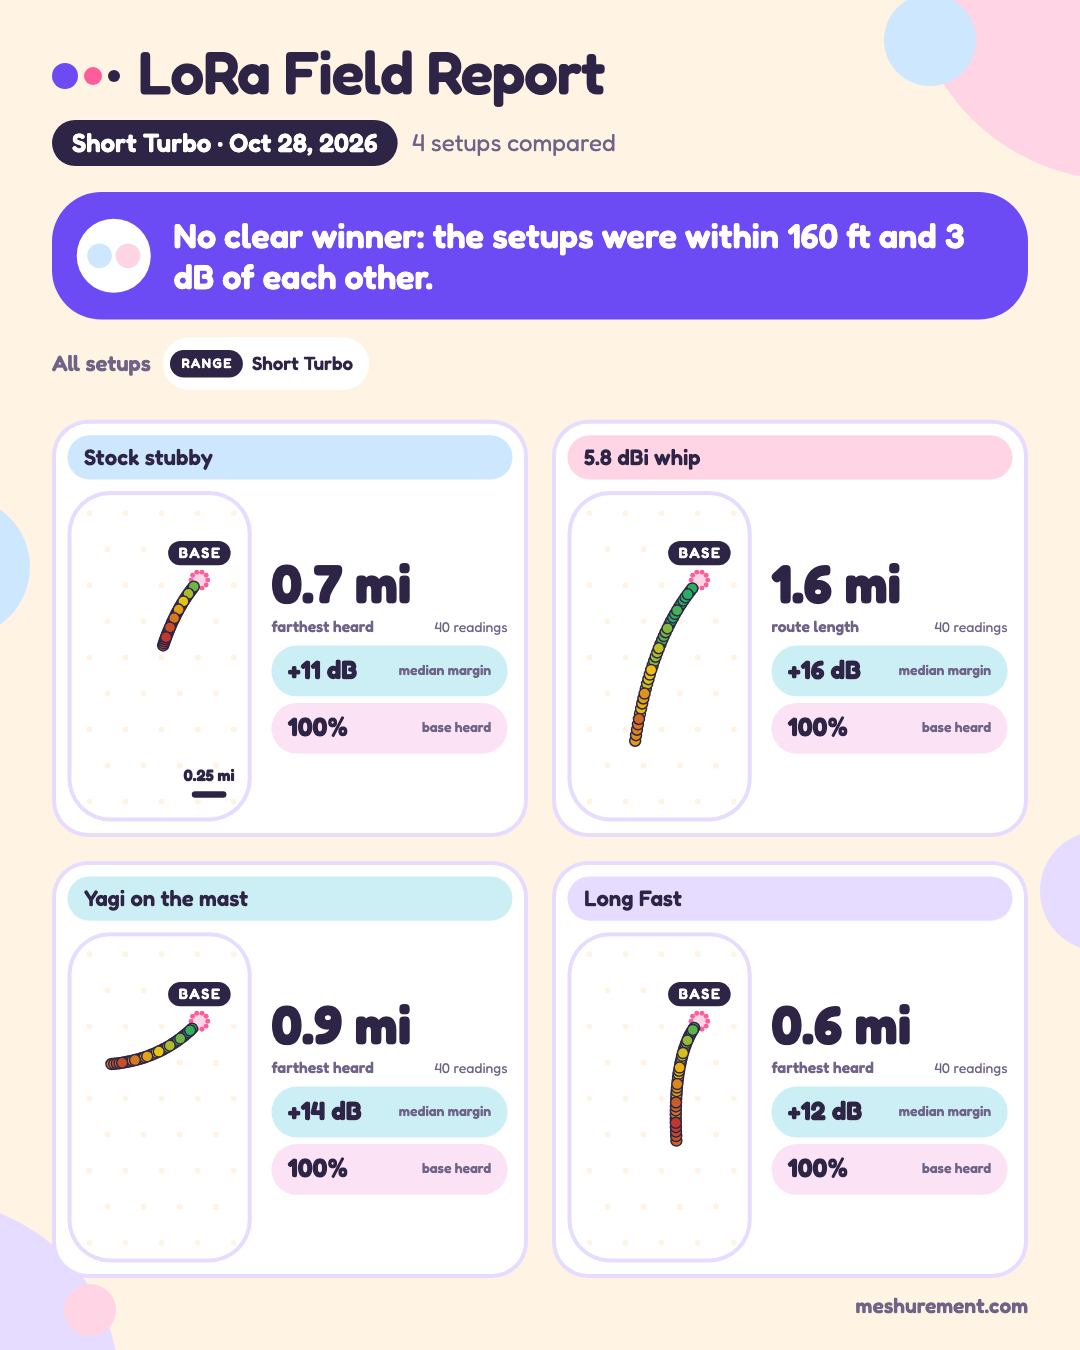 LoRa Field Report
Short Turbo · Oct 28, 2026
4 setups compared
No clear winner: the setups were within 160 ft and 3
dB of each other.
All setups
RANGE
Short Turbo
Stock stubby
BASE
0.25 mi
0.7 mi
farthest heard
40 readings
+11 dB
median margin
100%
base heard
5.8 dBi whip
BASE
1.6 mi
route length
40 readings
+16 dB
median margin
100%
base heard
Yagi on the mast
BASE
0.9 mi
farthest heard
40 readings
+14 dB
median margin
100%
base heard
Long Fast
BASE
0.6 mi
farthest heard
40 readings
+12 dB
median margin
100%
base heard
meshurement.com